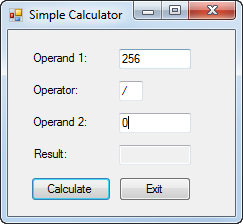 Simple Calculator
Operand 1: 256
Operator: /
Operand 2: 0
Result:
Calculate Exit